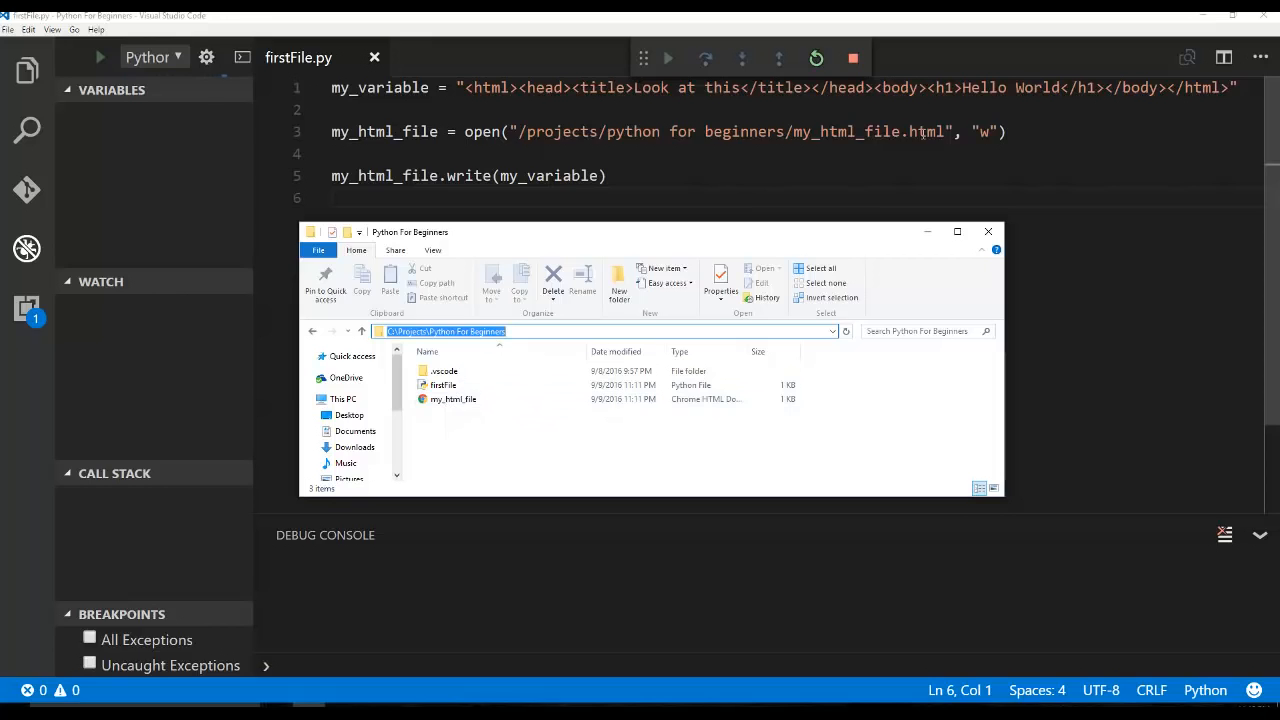 firstFile.py - Python For Beginners - Visual Studio Code
File Edit View Go Help
Python
firstFile.py
VARIABLES
WATCH
CALL STACK
BREAKPOINTS
All Exceptions
Uncaught Exceptions
1
1 my_variable = "<html><head><title>Look at this</title></head><body><h1>Hello World</h1></body></html>"
2
3 my_html_file = open("/projects/python for beginners/my_html_file.html", "w")
4
5 my_html_file.write(my_variable)
6
Python For Beginners
File Home Share View
Pin to Quick access
Copy
Paste
Cut
Copy path
Paste shortcut
Clipboard
Move to
Copy to
Delete
Rename
Organize
New folder
New item
Easy access
New
Properties
Open
Edit
History
Open
Select all
Select none
Invert selection
Select
C:\Projects\Python For Beginners
Search Python For Beginners
Quick access
OneDrive
This PC
Desktop
Documents
Downloads
Music
Pictures
Name Date modified Type Size
.vscode 9/8/2016 9:57 PM File folder
firstFile 9/9/2016 11:11 PM Python File 1 KB
my_html_file 9/9/2016 11:11 PM Chrome HTML Do... 1 KB
3 items
DEBUG CONSOLE
0 0
Ln 6, Col 1 Spaces: 4 UTF-8 CRLF Python